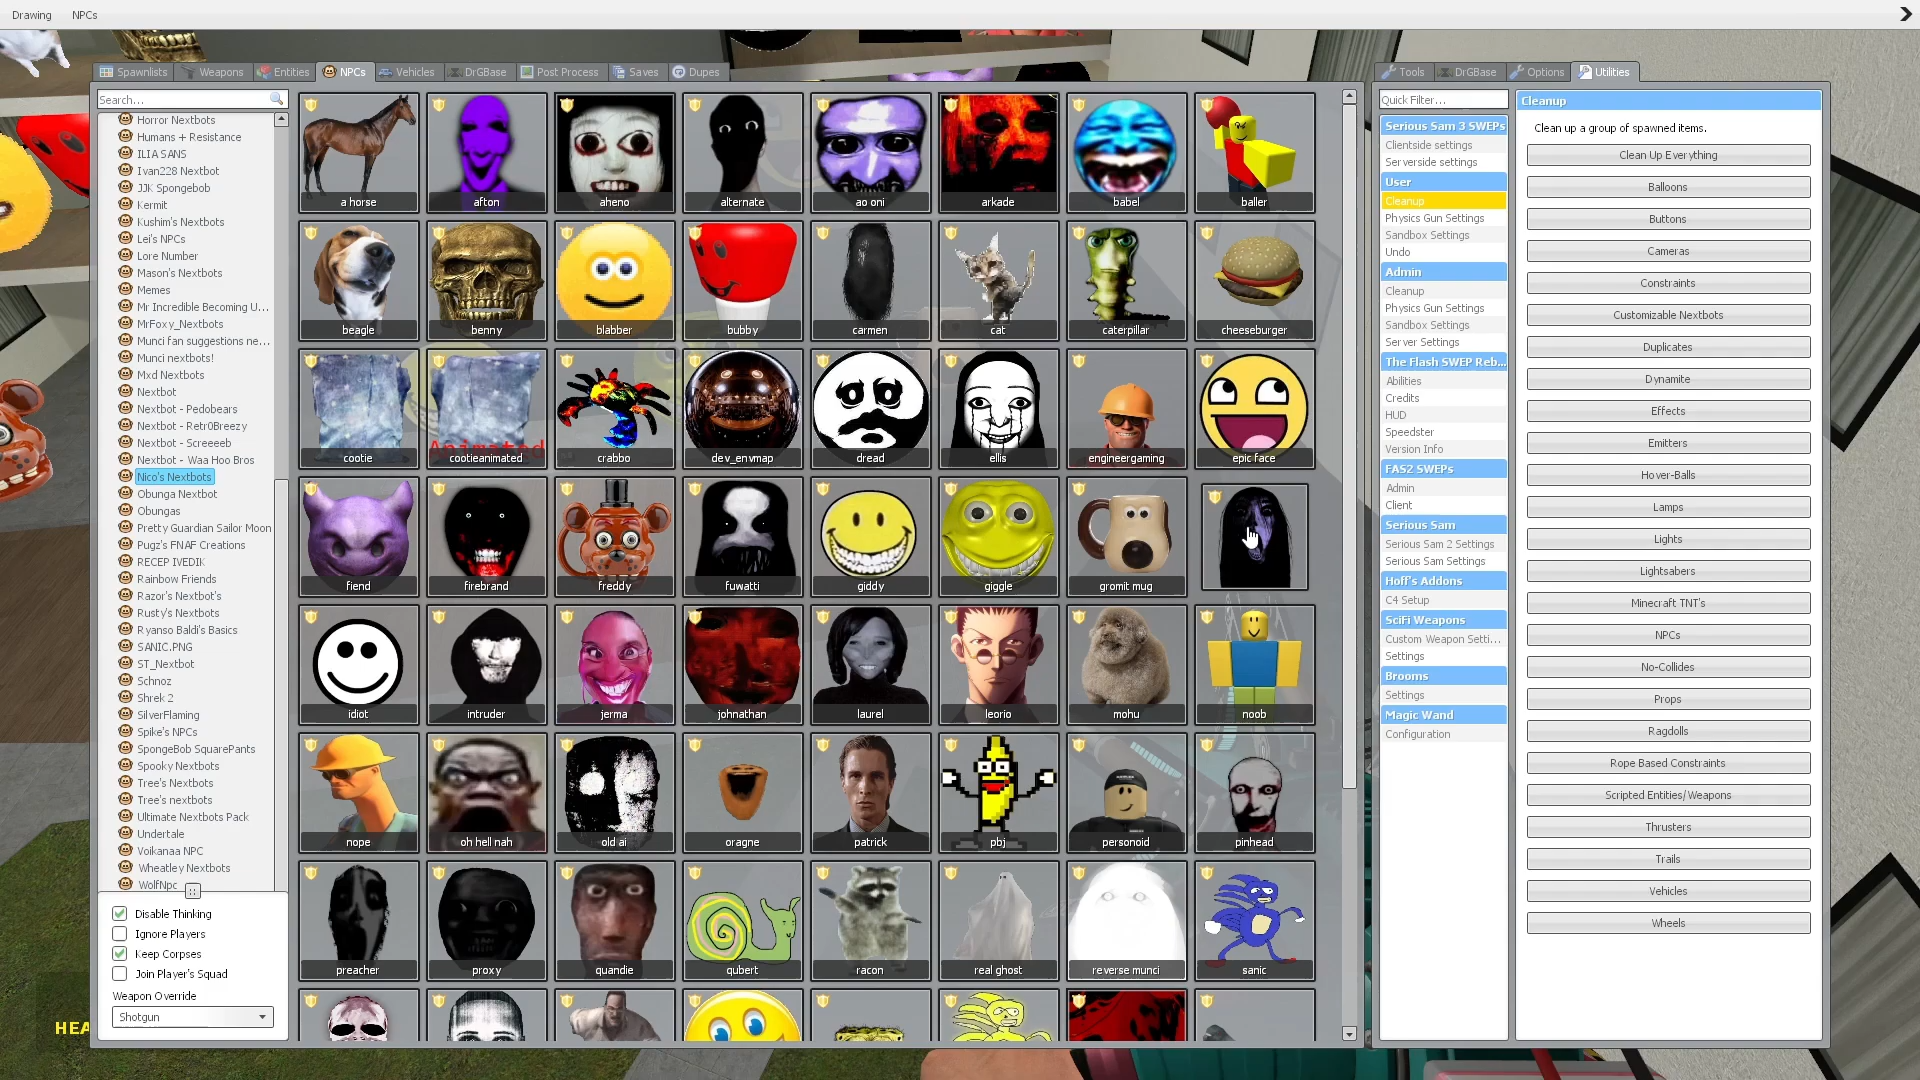 Drawing NPCs
Spawnlists Weapons Entities NPCs Vehicles DrGBase Post Process Saves Dupes
Tools DrGBase Options Utilities
Search...
Horror Nextbots
Humans + Resistance
ILIA SANS
Ivan228 Nextbot
JJK Spongebob
Kermit
Kushim's Nextbots
Lei's NPCs
Lore Number
Mason's Nextbots
Memes
Mr Incredible Becoming U...
MrFoxy_Nextbots
Munci fan suggestions ne...
Munci nextbots!
Mxd Nextbots
Nextbot
Nextbot - Pedobears
Nextbot - Retr0Breezy
Nextbot - Screeeeb
Nextbot - Waa Hoo Bros
Nico's Nextbots
Obunga Nextbot
Obungas
Pretty Guardian Sailor Moon
Pugz's FNAF Creations
RECEP IVEDIK
Rainbow Friends
Razor's Nextbot's
Rusty's Nextbots
Ryanso Baldi's Basics
SANIC.PNG
ST_Nextbot
Schnoz
Shrek 2
SilverFlaming
Spike's NPCs
SpongeBob SquarePants
Spooky Nextbots
Tree's Nextbots
Tree's nextbots
Ultimate Nextbots Pack
Undertale
Voikanaa NPC
Wheatley Nextbots
WolfNpc
Disable Thinking
Ignore Players
Keep Corpses
Join Player's Squad
Weapon Override
Shotgun
HEA
a horse afton aheno alternate ao oni arkade babel baller
beagle benny blabber bubby carmen cat caterpillar cheeseburger
Animated
cootie cootieanimated crabbo dev_envmap dread ellis engineergaming epic face
fiend firebrand freddy fuwatti giddy giggle gromit mug
idiot intruder jerma johnathan laurel leorio mohu noob
nope oh hell nah old ai oragne patrick pbj personoid pinhead
preacher proxy quandie qubert racon real ghost reverse munci sanic
Quick Filter...
Serious Sam 3 SWEPs
Clientside settings
Serverside settings
User
Cleanup
Physics Gun Settings
Sandbox Settings
Undo
Admin
Cleanup
Physics Gun Settings
Sandbox Settings
Server Settings
The Flash SWEP Reb...
Abilities
Credits
HUD
Speedster
Version Info
FAS2 SWEPs
Admin
Client
Serious Sam
Serious Sam 2 Settings
Serious Sam Settings
Hoff's Addons
C4 Setup
SciFi Weapons
Custom Weapon Setti...
Settings
Brooms
Settings
Magic Wand
Configuration
Cleanup
Clean up a group of spawned items.
Clean Up Everything
Balloons
Buttons
Cameras
Constraints
Customizable Nextbots
Duplicates
Dynamite
Effects
Emitters
Hover-Balls
Lamps
Lights
Lightsabers
Minecraft TNT's
NPCs
No-Collides
Props
Ragdolls
Rope Based Constraints
Scripted Entities/Weapons
Thrusters
Trails
Vehicles
Wheels